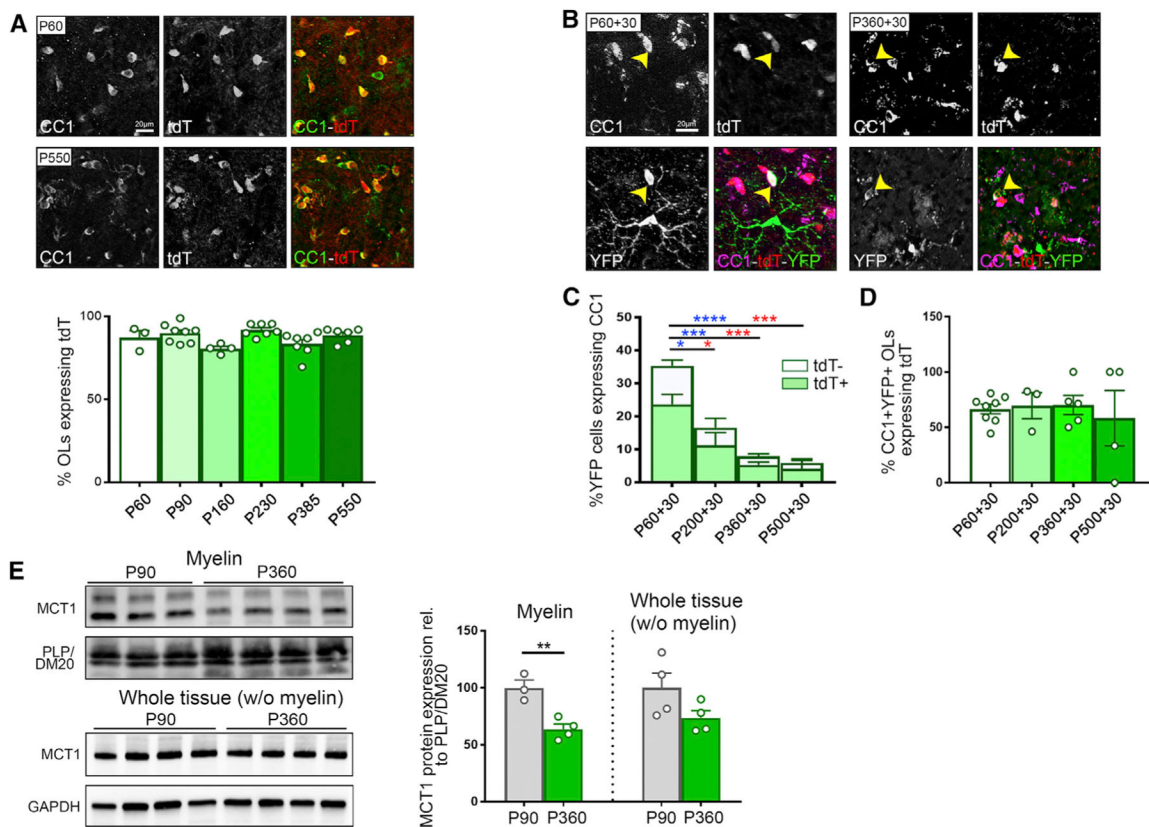 A
P60
CC1
20μm
tdT
CC1-tdT
P550
CC1
tdT
CC1-tdT
% OLs expressing tdT
100
50
0
P60
P90
P160
P230
P385
P550
B
P60+30
CC1
20μm
tdT
P360+30
CC1
tdT
YFP
CC1-tdT-YFP
YFP
CC1-tdT-YFP
C
%YFP cells expressing CC1
50
40
30
20
10
0
**** ***
*** ***
* *
tdT-
tdT+
P60+30
P200+30
P360+30
P500+30
D
% CC1+YFP+ OLs
expressing tdT
150
100
50
0
P60+30
P200+30
P360+30
P500+30
E
Myelin
P90 P360
MCT1
PLP/
DM20
Whole tissue (w/o myelin)
P90 P360
MCT1
GAPDH
MCT1 protein expression rel.
to PLP/DM20
150
100
50
0
Myelin
**
P90 P360
Whole tissue
(w/o myelin)
P90 P360